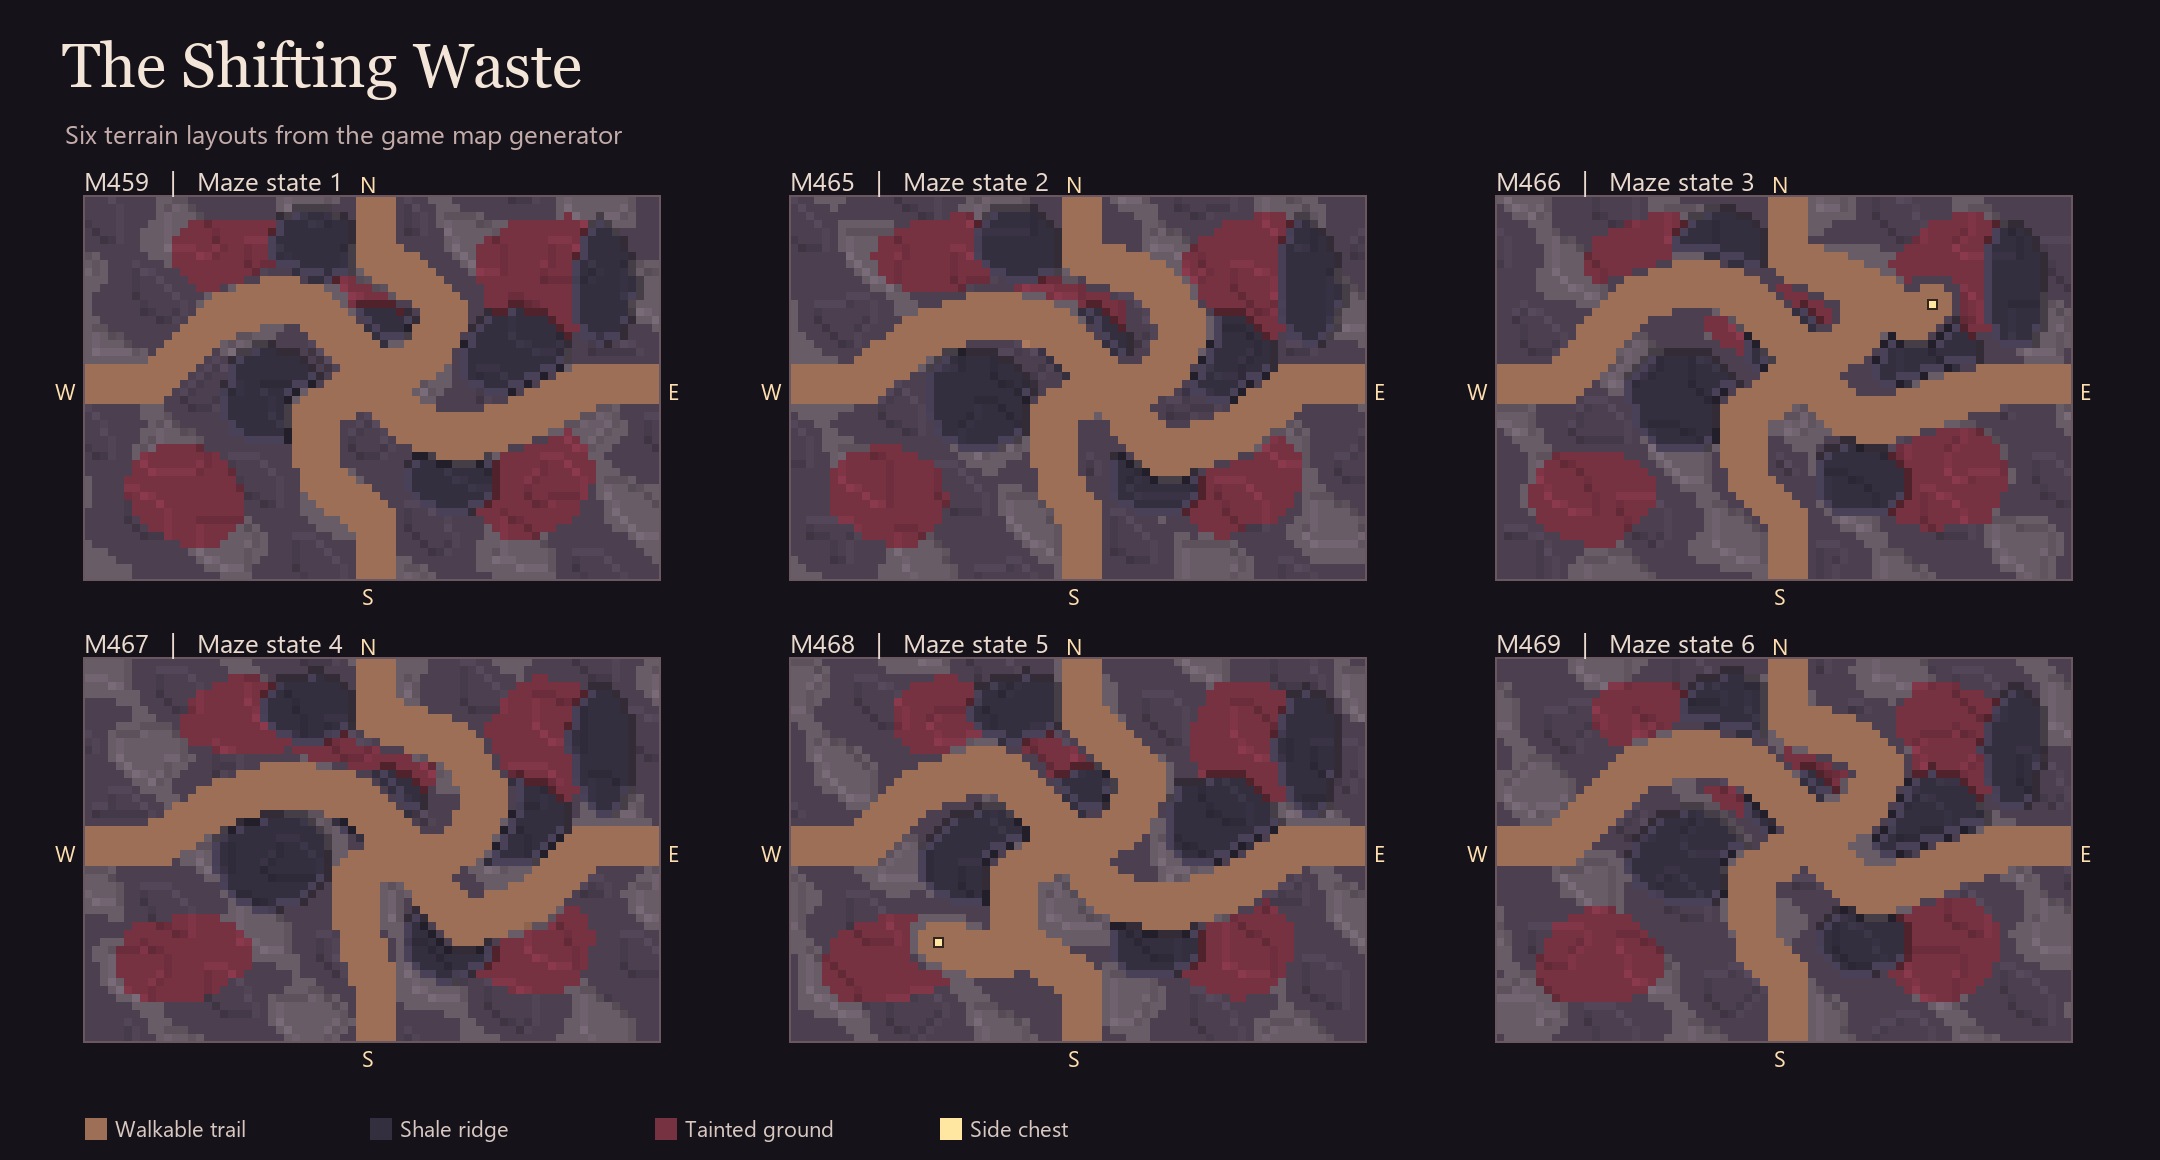 The Shifting Waste
Six terrain layouts from the game map generator
M459 | Maze state 1 N
M465 | Maze state 2 N
M466 | Maze state 3 N
W E
W E
W E
S
S
S
M467 | Maze state 4 N
M468 | Maze state 5 N
M469 | Maze state 6 N
W E
W E
W E
S
S
S
Walkable trail
Shale ridge
Tainted ground
Side chest